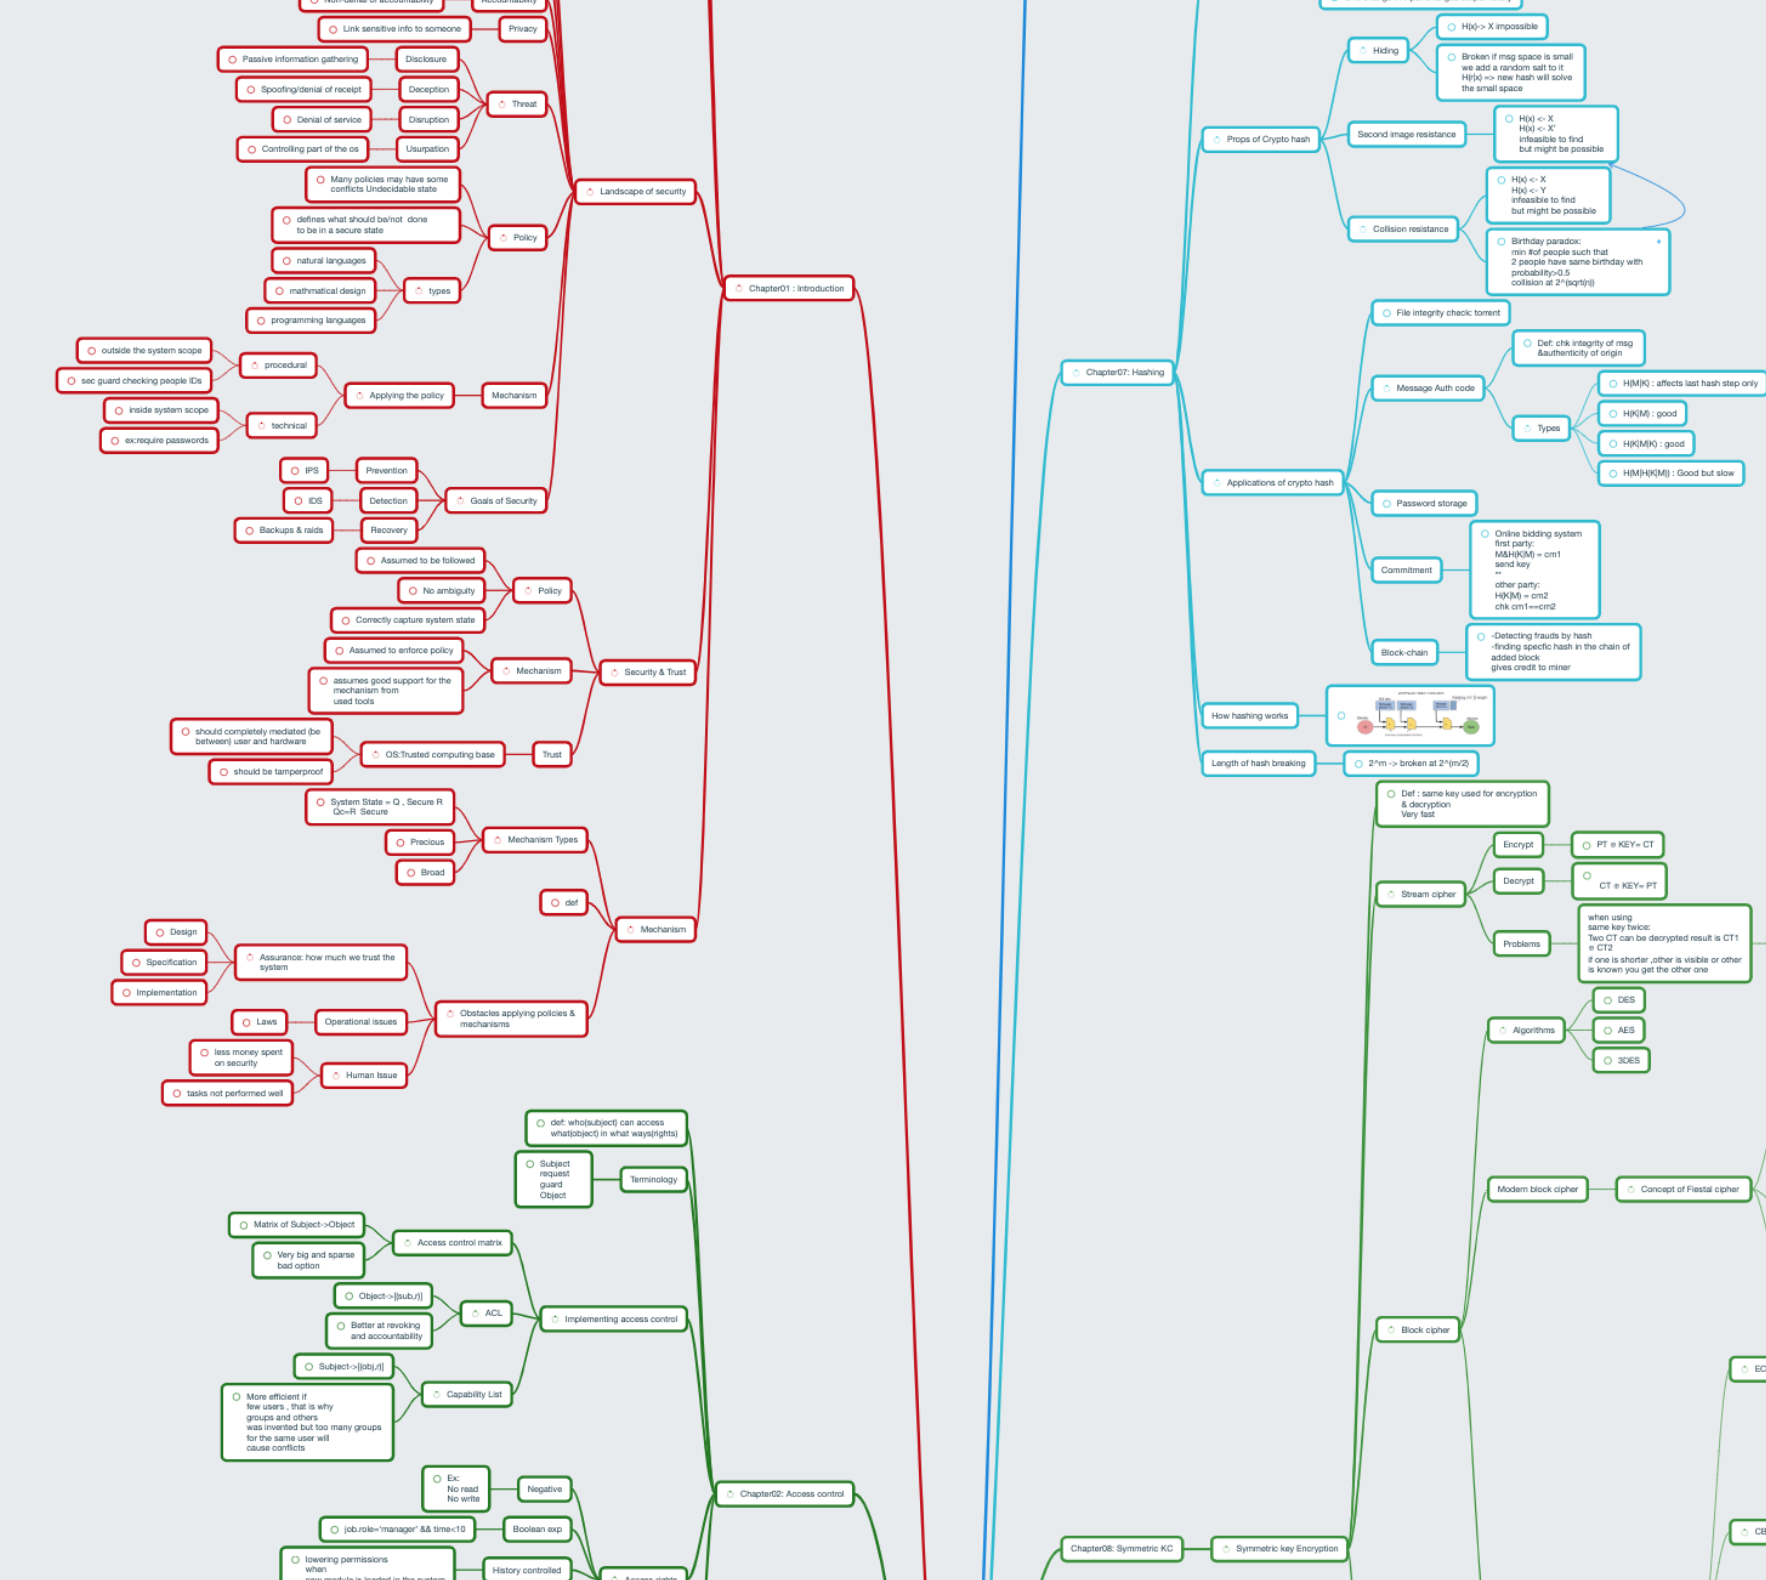 Non-denial of accountability
Accountability
Link sensitive info to someone
Privacy
Passive information gathering
Disclosure
Spoofing/denial of receipt
Deception
Threat
Denial of service
Disruption
Controlling part of the os
Usurpation
Many policies may have some
conflicts Undecidable state
defines what should be/not done
to be in a secure state
Policy
natural languages
mathmatical design
types
programming languages
Landscape of security
outside the system scope
procedural
sec guard checking people IDs
Applying the policy
Mechanism
inside system scope
technical
ex:require passwords
IPS
Prevention
IDS
Detection
Goals of Security
Backups & raids
Recovery
Chapter01 : Introduction
Assumed to be followed
No ambiguity
Policy
Correctly capture system state
Assumed to enforce policy
Mechanism
assumes good support for the
mechanism from
used tools
Security & Trust
should completely mediated (be
between) user and hardware
OS:Trusted computing base
Trust
should be tamperproof
System State = Q , Secure R
Qc=R Secure
Mechanism Types
Precious
Broad
def
Mechanism
Design
Assurance: how much we trust the
system
Specification
Implementation
Laws
Operational issues
Obstacles applying policies &
mechanisms
less money spent
on security
Human Issue
tasks not performed well
def: who(subject) can access
what(object) in what ways(rights)
Subject
request
guard
Object
Terminology
Matrix of Subject->Object
Access control matrix
Very big and sparse
bad option
Object->[(sub,r)]
ACL
Better at revoking
and accountability
Implementing access control
Subject->[(obj,r)]
Capability List
More efficient if
few users , that is why
groups and others
was invented but too many groups
for the same user will
cause conflicts
Ex:
No read
No write
Negative
Chapter02: Access control
job.role='manager' && time<10
Boolean exp
lowering permissions
when
new module is loaded in the system
History controlled
Access rights
Hiding
H(x)-> X impossible
Broken if msg space is small
we add a random salt to it
H(r|x) => new hash will solve
the small space
Props of Crypto hash
Second image resistance
H(x) <- X
H(x) <- X'
infeasible to find
but might be possible
Collision resistance
H(x) <- X
H(x) <- Y
infeasible to find
but might be possible
Birthday paradox:
min #of people such that
2 people have same birthday with
probability>0.5
collision at 2^(sqrt(n))
Chapter07: Hashing
File integrity check: torrent
Message Auth code
Def: chk integrity of msg
&authenticity of origin
Types
H(M|K) : affects last hash step only
H(K|M) : good
H(K|M|K) : good
H(M|H(K|M)) : Good but slow
Applications of crypto hash
Password storage
Commitment
Online bidding system
first party:
M&H(K|M) = cm1
send key
**
other party:
H(K|M) = cm2
chk cm1==cm2
Block-chain
-Detecting frauds by hash
-finding specfic hash in the chain of
added block
gives credit to miner
How hashing works
Length of hash breaking
2^m -> broken at 2^(m/2)
Def : same key used for encryption
& decryption
Very fast
Stream cipher
Encrypt
PT ⊕ KEY= CT
Decrypt
CT ⊕ KEY= PT
Problems
when using
same key twice:
Two CT can be decrypted result is CT1
⊕ CT2
if one is shorter ,other is visible or other
is known you get the other one
Algorithms
DES
AES
3DES
Modern block cipher
Concept of Fiestal cipher
Block cipher
EC
CB
Chapter08: Symmetric KC
Symmetric key Encryption